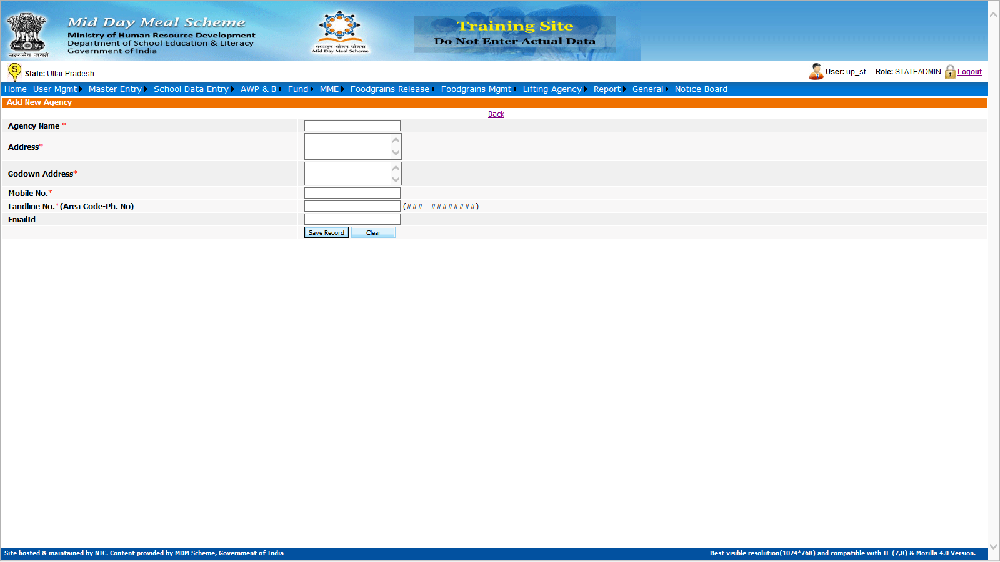 सत्यमेव जयते
Mid Day Meal Scheme
Ministry of Human Resource Development
Department of School Education & Literacy
Government of India
मध्याह्न भोजन योजना
Mid Day Meal Scheme
Training Site
Do Not Enter Actual Data
S State: Uttar Pradesh
User: up_st - Role: STATEADMIN Logout
Home User Mgmt Master Entry School Data Entry AWP & B Fund MME Foodgrains Release Foodgrains Mgmt Lifting Agency Report General Notice Board
Add New Agency
Back
Agency Name *
Address*
Godown Address*
Mobile No.*
Landline No.*(Area Code-Ph. No) (### - ########)
EmailId
Save Record Clear
Site hosted & maintained by NIC. Content provided by MDM Scheme, Government of India
Best visible resolution(1024*768) and compatible with IE (7,8) & Mozilla 4.0 Version.